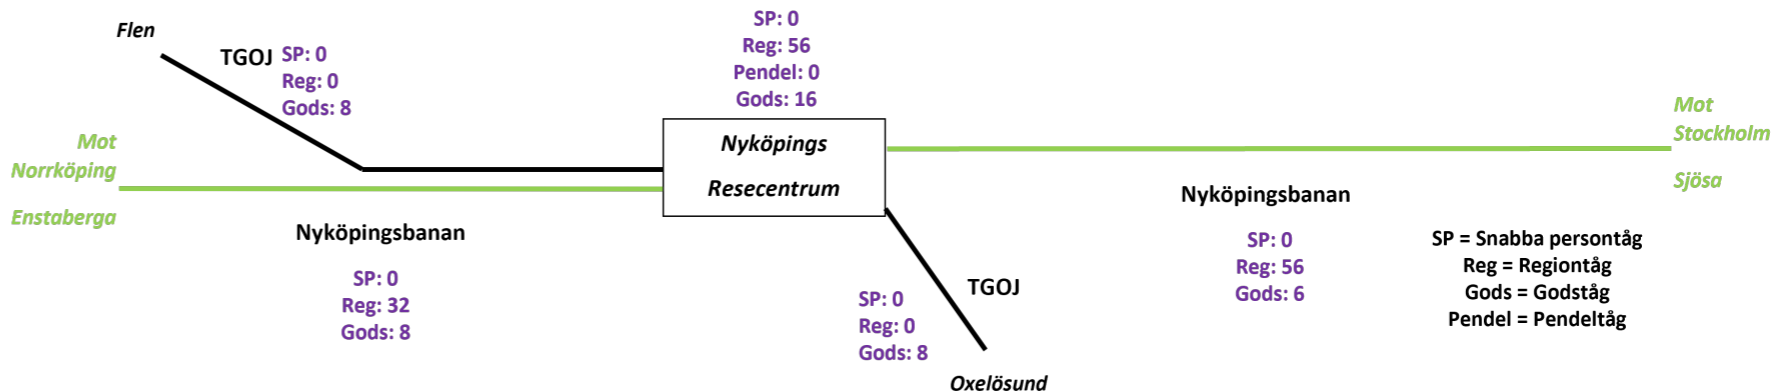 Flen
TGOJ
SP: 0
Reg: 0
Gods: 8
SP: 0
Reg: 56
Pendel: 0
Gods: 16
Mot
Norrköping
Enstaberga
Nyköpings
Resecentrum
Mot
Stockholm
Sjösa
Nyköpingsbanan
SP: 0
Reg: 32
Gods: 8
SP: 0
Reg: 0
Gods: 8
TGOJ
Oxelösund
Nyköpingsbanan
SP: 0
Reg: 56
Gods: 6
SP = Snabba persontåg
Reg = Regiontåg
Gods = Godståg
Pendel = Pendeltåg